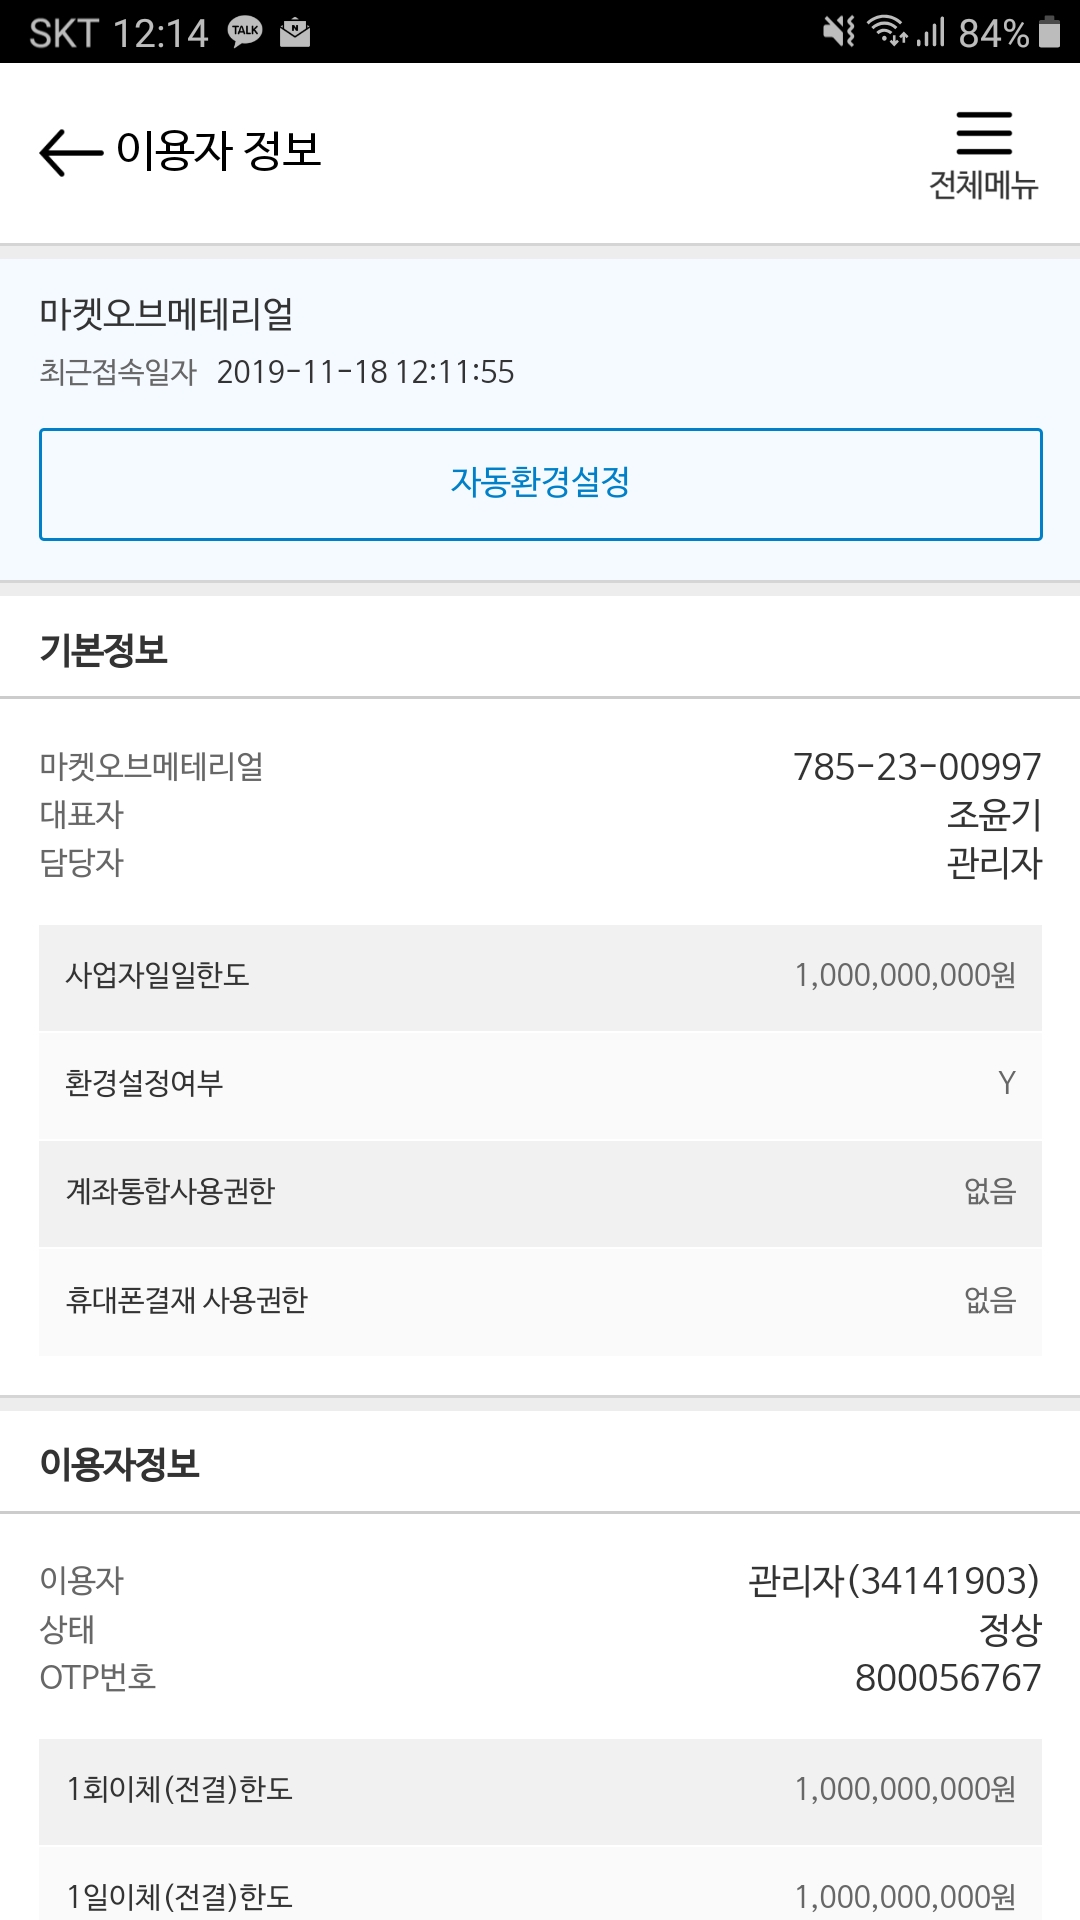 SKT 12:14 TALK N 84%
이용자 정보
전체메뉴
마켓오브메테리얼
최근접속일자 2019-11-18 12:11:55
자동환경설정
기본정보
마켓오브메테리얼 785-23-00997
대표자 조윤기
담당자 관리자
사업자일일한도 1,000,000,000원
환경설정여부 Y
계좌통합사용권한 없음
휴대폰결재 사용권한 없음
이용자정보
이용자 관리자(34141903)
상태 정상
OTP번호 800056767
1회이체(전결)한도 1,000,000,000원
1일이체(전결)한도 1,000,000,000원